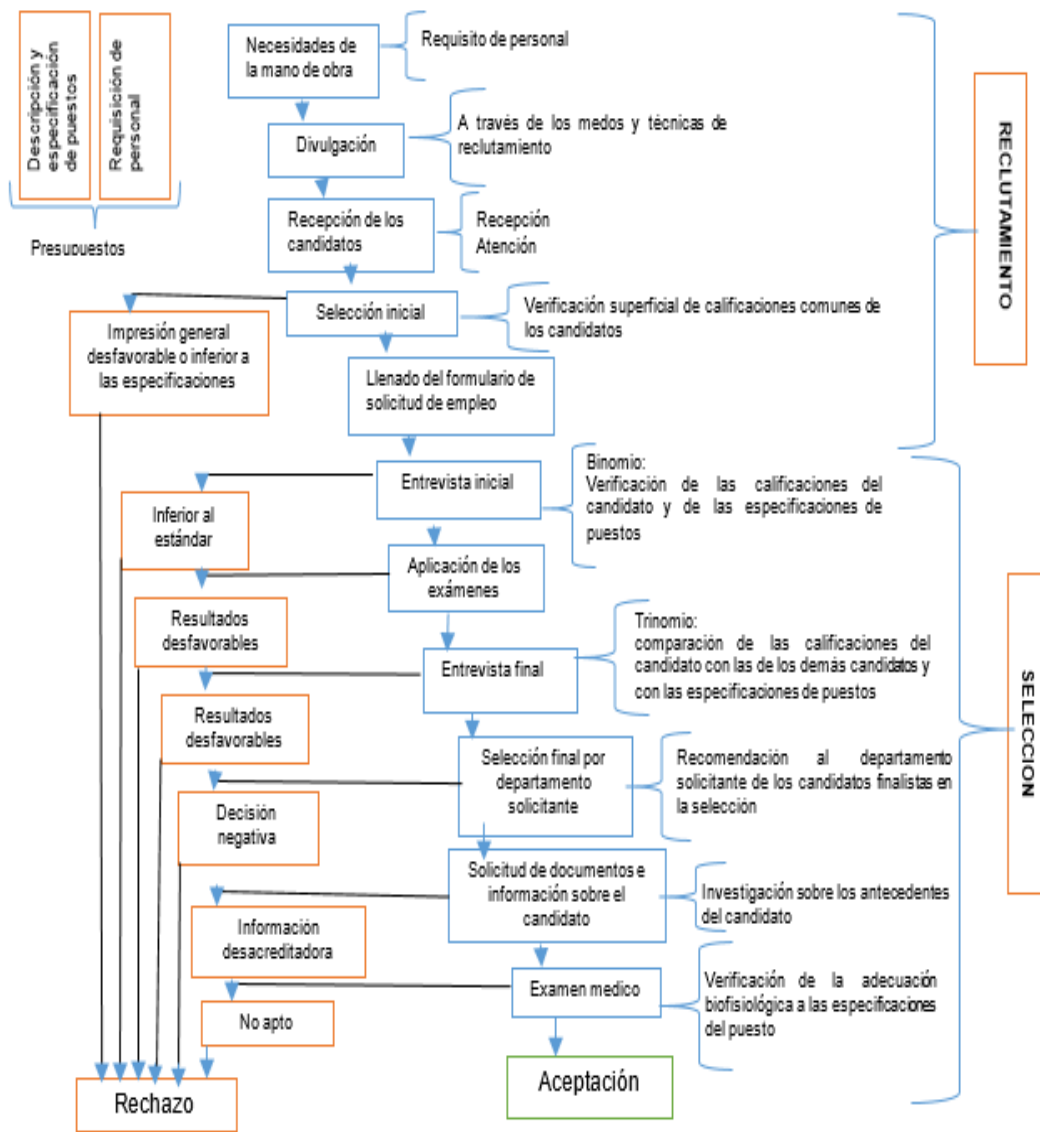 Descripción y
especificación
de puestos
Requisición de
personal
Presupuestos
Necesidades de
la mano de obra
Requisito de personal
Divulgación
A través de los medos y técnicas de
reclutamiento
Recepción de los
candidatos
Recepción
Atención
RECLUTAMIENTO
Selección inicial
Verificación superficial de calificaciones comunes de
los candidatos
Impresión general
desfavorable o inferior a
las especificaciones
Llenado del formulario de
solicitud de empleo
Entrevista inicial
Binomio:
Verificación de las calificaciones del
candidato y de las especificaciones de
puestos
Inferior al
estándar
Aplicación de los
exámenes
Resultados
desfavorables
Entrevista final
Trinomio:
comparación de las calificaciones del
candidato con las de los demás candidatos y
con las especificaciones de puestos
SELECCION
Resultados
desfavorables
Selección final por
departamento
solicitante
Recomendación al departamento
solicitante de los candidatos finalistas en
la selección
Decisión
negativa
Solicitud de documentos e
información sobre el
candidato
Investigación sobre los antecedentes
del candidato
Información
desacreditadora
Examen medico
Verificación de la adecuación
biofisiológica a las especificaciones
del puesto
No apto
Rechazo
Aceptación